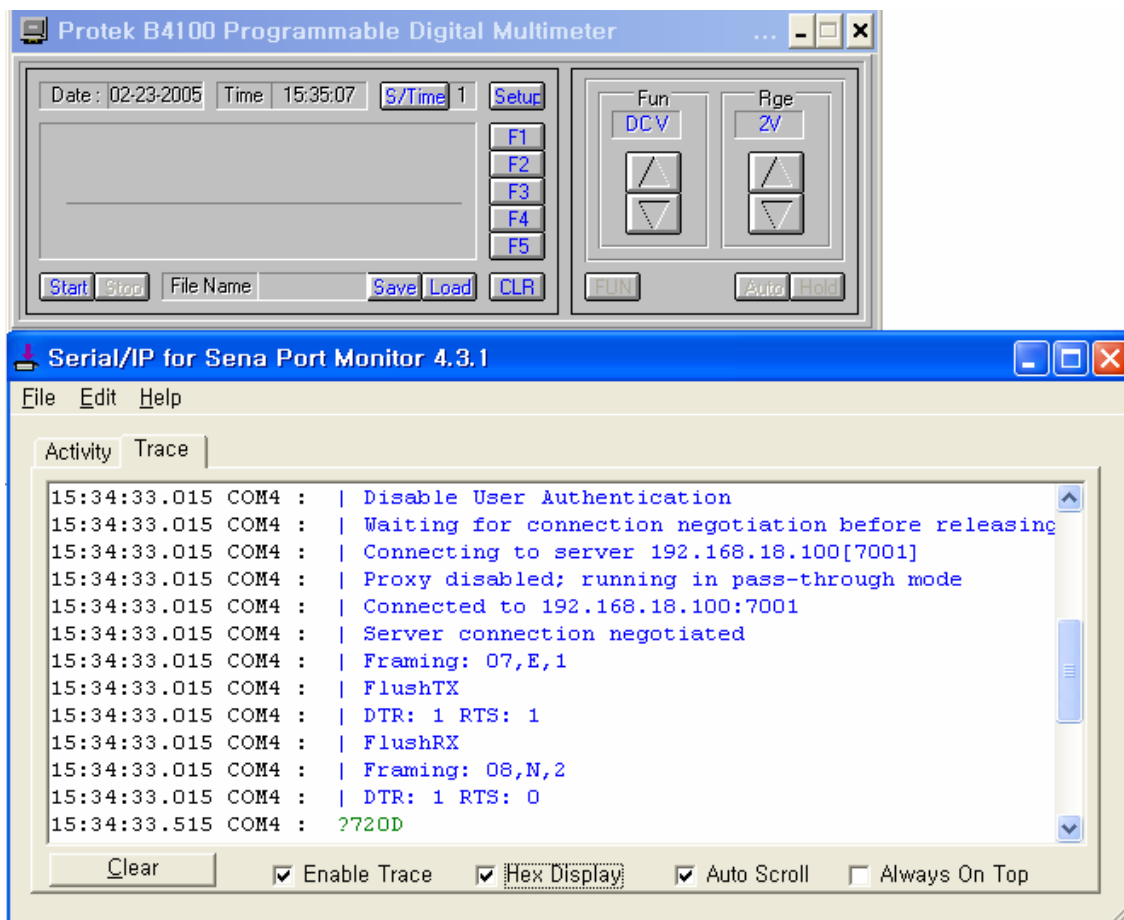 Protek B4100 Programmable Digital Multimeter ...
Date : 02-23-2005 Time 15:35:07 S/Time 1 Setup
F1
F2
F3
F4
F5
Start Stop File Name Save Load CLR
Fun Rge
DC V 2V
FUN Auto Hold
Serial/IP for Sena Port Monitor 4.3.1
File Edit Help
Activity Trace
15:34:33.015 COM4 : | Disable User Authentication
15:34:33.015 COM4 : | Waiting for connection negotiation before releasing
15:34:33.015 COM4 : | Connecting to server 192.168.18.100[7001]
15:34:33.015 COM4 : | Proxy disabled; running in pass-through mode
15:34:33.015 COM4 : | Connected to 192.168.18.100:7001
15:34:33.015 COM4 : | Server connection negotiated
15:34:33.015 COM4 : | Framing: 07,E,1
15:34:33.015 COM4 : | FlushTX
15:34:33.015 COM4 : | DTR: 1 RTS: 1
15:34:33.015 COM4 : | FlushRX
15:34:33.015 COM4 : | Framing: 08,N,2
15:34:33.015 COM4 : | DTR: 1 RTS: 0
15:34:33.515 COM4 : ?720D
Clear Enable Trace Hex Display Auto Scroll Always On Top